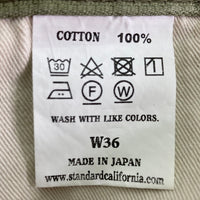 COTTON 100%
30
F W
WASH WITH LIKE COLORS.
W36
MADE IN JAPAN
www.standardcalifornia.com